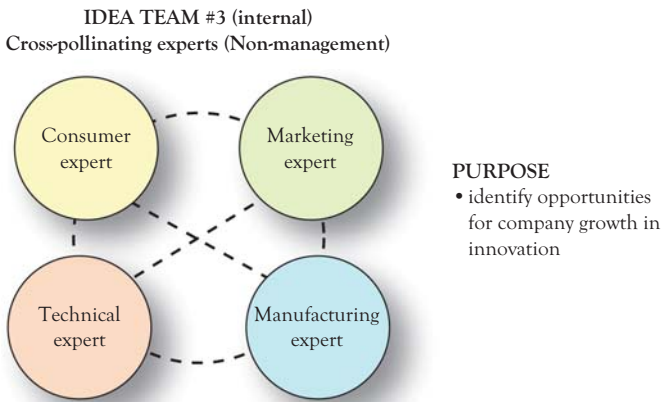 IDEA TEAM #3 (internal)
Cross-pollinating experts (Non-management)
Consumer
expert
Marketing
expert
PURPOSE
• identify opportunities
for company growth in
innovation
Technical
expert
Manufacturing
expert